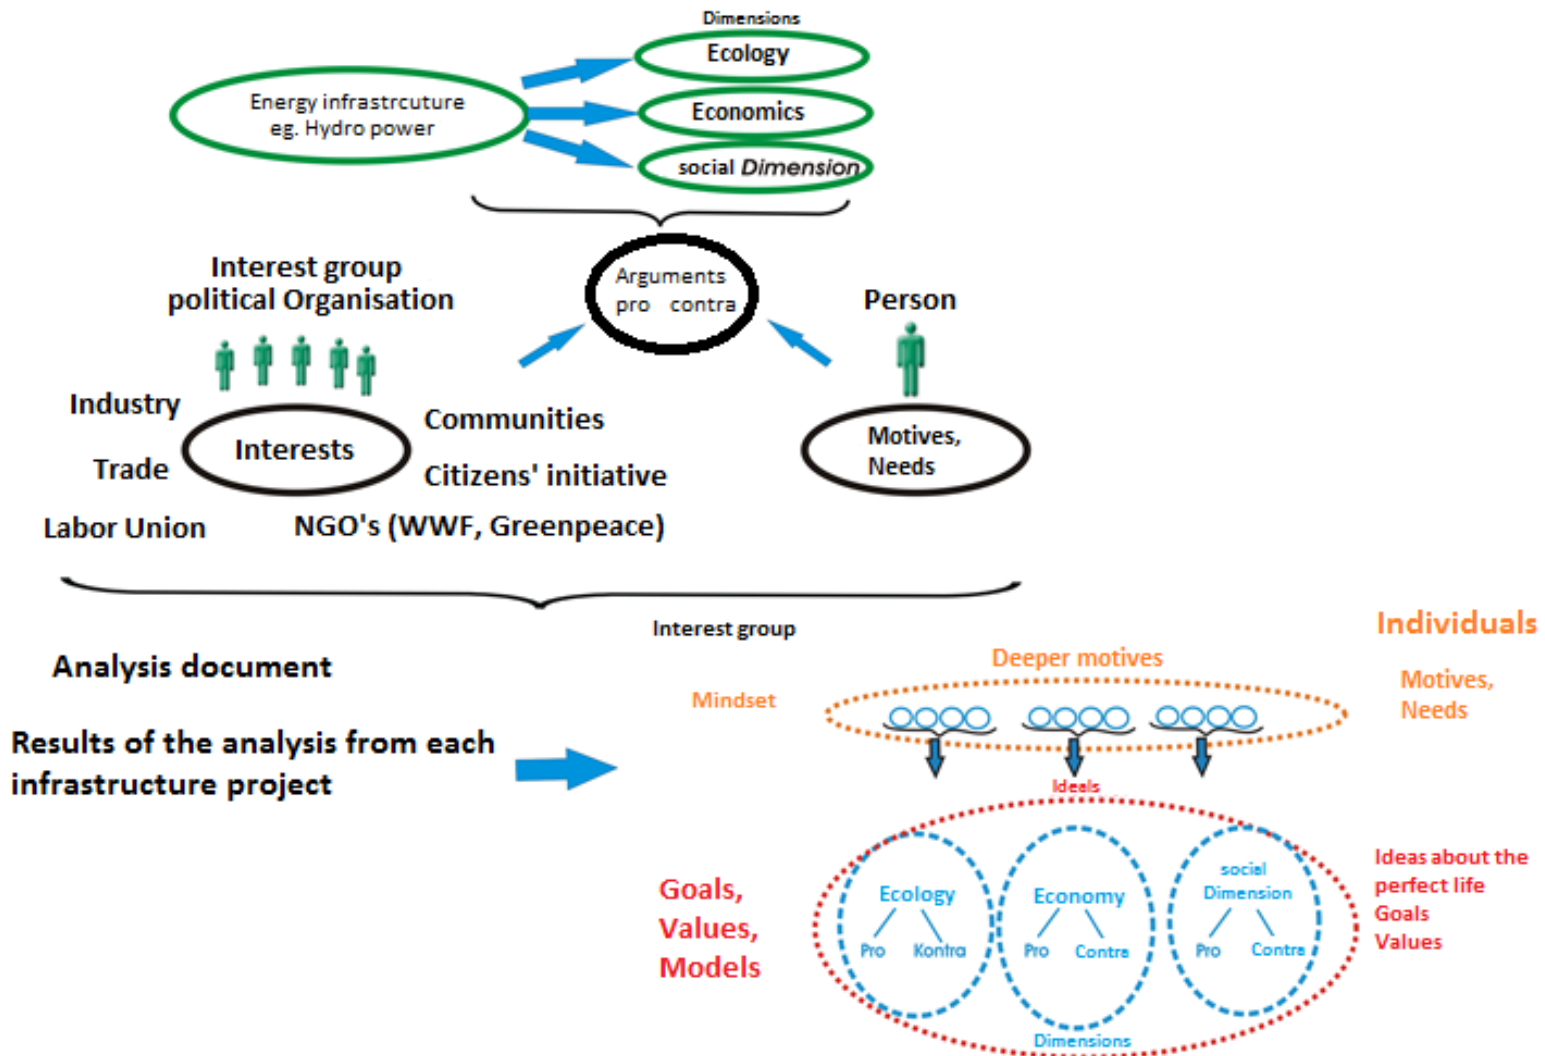 Dimensions
Ecology
Energy infrastrcuture
eg. Hydro power
Economics
social Dimension
Interest group
political Organisation
Arguments
pro contra
Person
Industry
Communities
Interests
Motives,
Needs
Trade
Citizens' initiative
Labor Union
NGO's (WWF, Greenpeace)
Interest group
Individuals
Analysis document
Deeper motives
Mindset
Motives,
Needs
Results of the analysis from each
infrastructure project
Ideals
Goals,
Values,
Models
Ecology
Pro Kontra
Economy
Pro Contra
social
Dimension
Pro Contra
Ideas about the
perfect life
Goals
Values
Dimensions